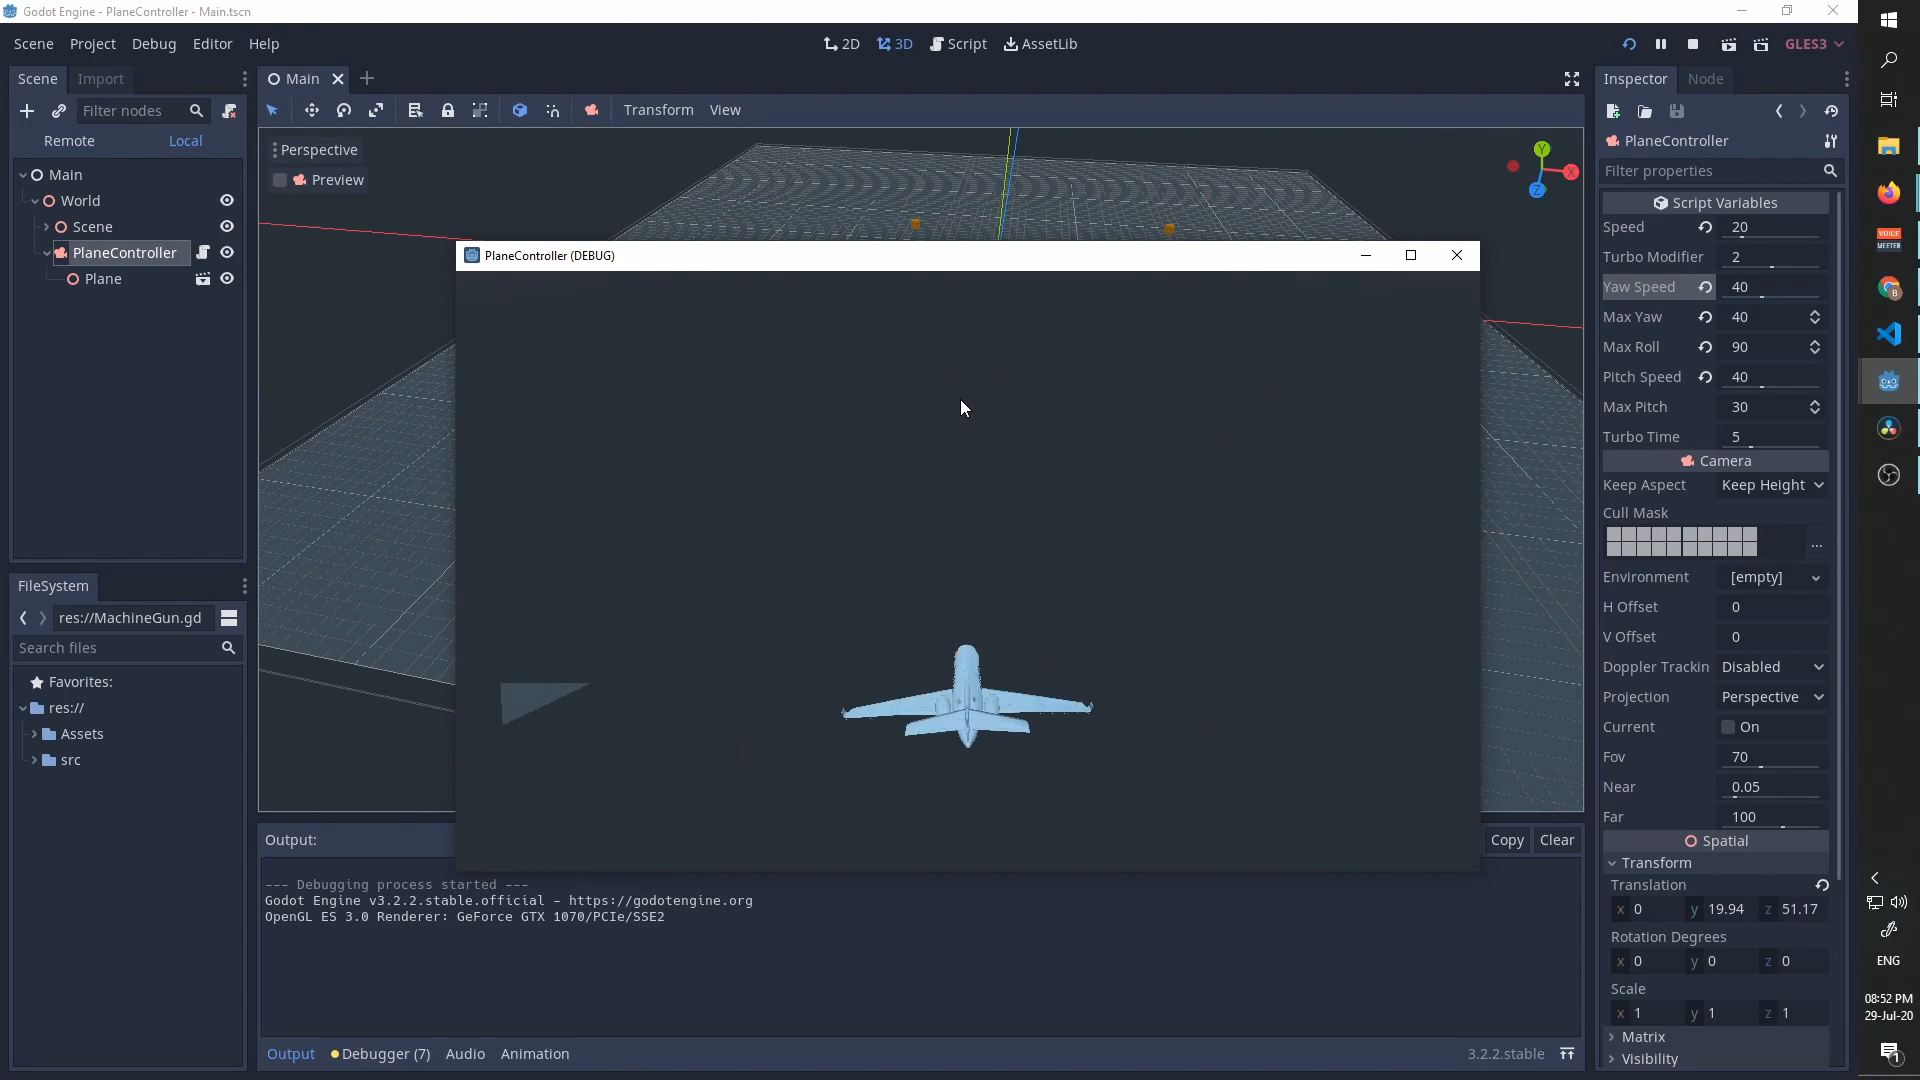 Godot Engine - PlaneController - Main.tscn
Scene Project Debug Editor Help
2D 3D Script AssetLib
GLES3
Scene Import
Main
Inspector Node
Filter nodes
Transform View
Remote Local
PlaneController
Perspective
Preview
Filter properties
Y
X
Z
Main
World
Scene
PlaneController
Plane
PlaneController (DEBUG)
Script Variables
Speed 20
Turbo Modifier 2
Yaw Speed 40
Max Yaw 40
Max Roll 90
Pitch Speed 40
Max Pitch 30
Turbo Time 5
Camera
Keep Aspect Keep Height
Cull Mask
...
Environment [empty]
H Offset 0
V Offset 0
Doppler Trackin Disabled
Projection Perspective
Current On
Fov 70
Near 0.05
Far 100
Spatial
Transform
Translation
x 0 y 19.94 z 51.17
Rotation Degrees
x 0 y 0 z 0
Scale
x 1 y 1 z 1
Matrix
Visibility
FileSystem
res://MachineGun.gd
Search files
Favorites:
res://
Assets
src
Output:
Copy Clear
--- Debugging process started ---
Godot Engine v3.2.2.stable.official - https://godotengine.org
OpenGL ES 3.0 Renderer: GeForce GTX 1070/PCIe/SSE2
Output Debugger (7) Audio Animation
3.2.2.stable
VOICE
MEETER
B
ENG
08:52 PM
29-Jul-20
1